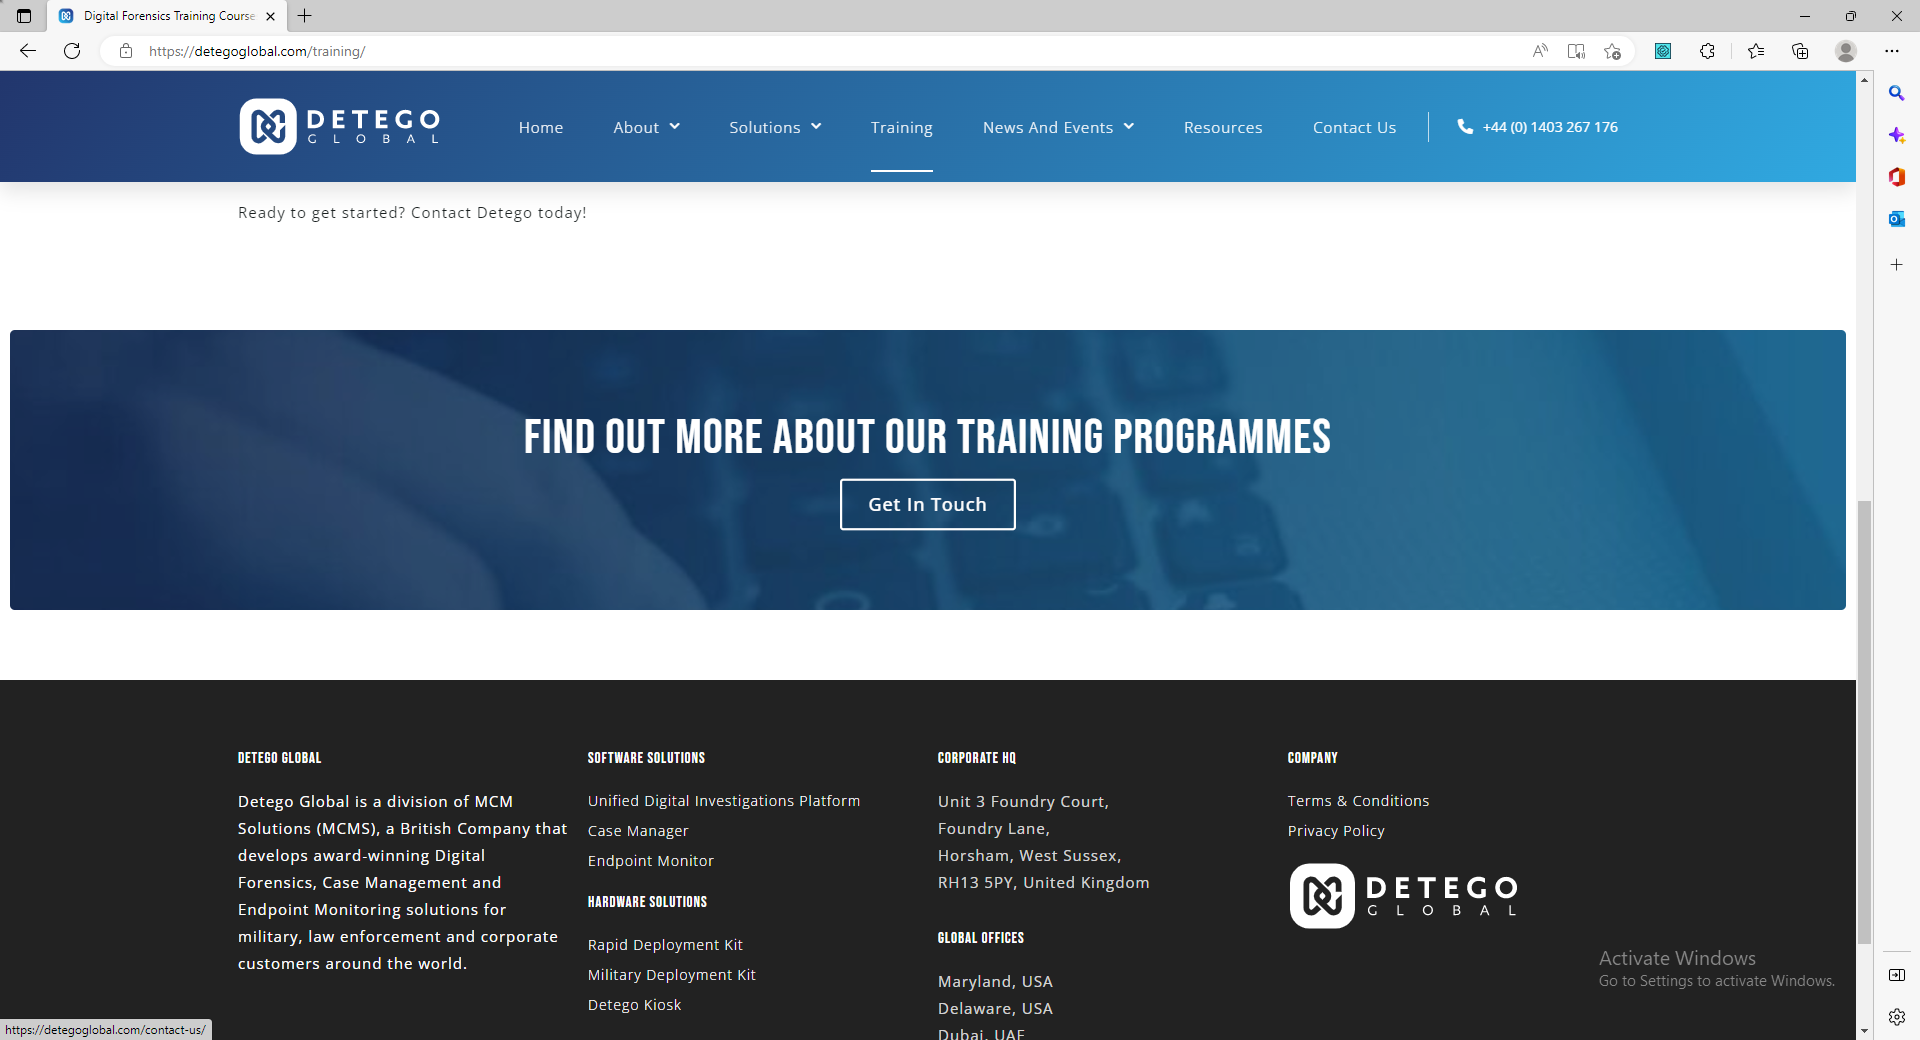 Digital Forensics Training Course
https://detegoglobal.com/training/
DETEGO
GLOBAL
Home
About
Solutions
Training
News And Events
Resources
Contact Us
+44 (0) 1403 267 176
Ready to get started? Contact Detego today!
FIND OUT MORE ABOUT OUR TRAINING PROGRAMMES
Get In Touch
DETEGO GLOBAL
Detego Global is a division of MCM
Solutions (MCMS), a British Company that
develops award-winning Digital
Forensics, Case Management and
Endpoint Monitoring solutions for
military, law enforcement and corporate
customers around the world.
SOFTWARE SOLUTIONS
Unified Digital Investigations Platform
Case Manager
Endpoint Monitor
HARDWARE SOLUTIONS
Rapid Deployment Kit
Military Deployment Kit
Detego Kiosk
CORPORATE HQ
Unit 3 Foundry Court,
Foundry Lane,
Horsham, West Sussex,
RH13 5PY, United Kingdom
GLOBAL OFFICES
Maryland, USA
Delaware, USA
Dubai, UAE
COMPANY
Terms & Conditions
Privacy Policy
DETEGO
GLOBAL
Activate Windows
Go to Settings to activate Windows.
https://detegoglobal.com/contact-us/